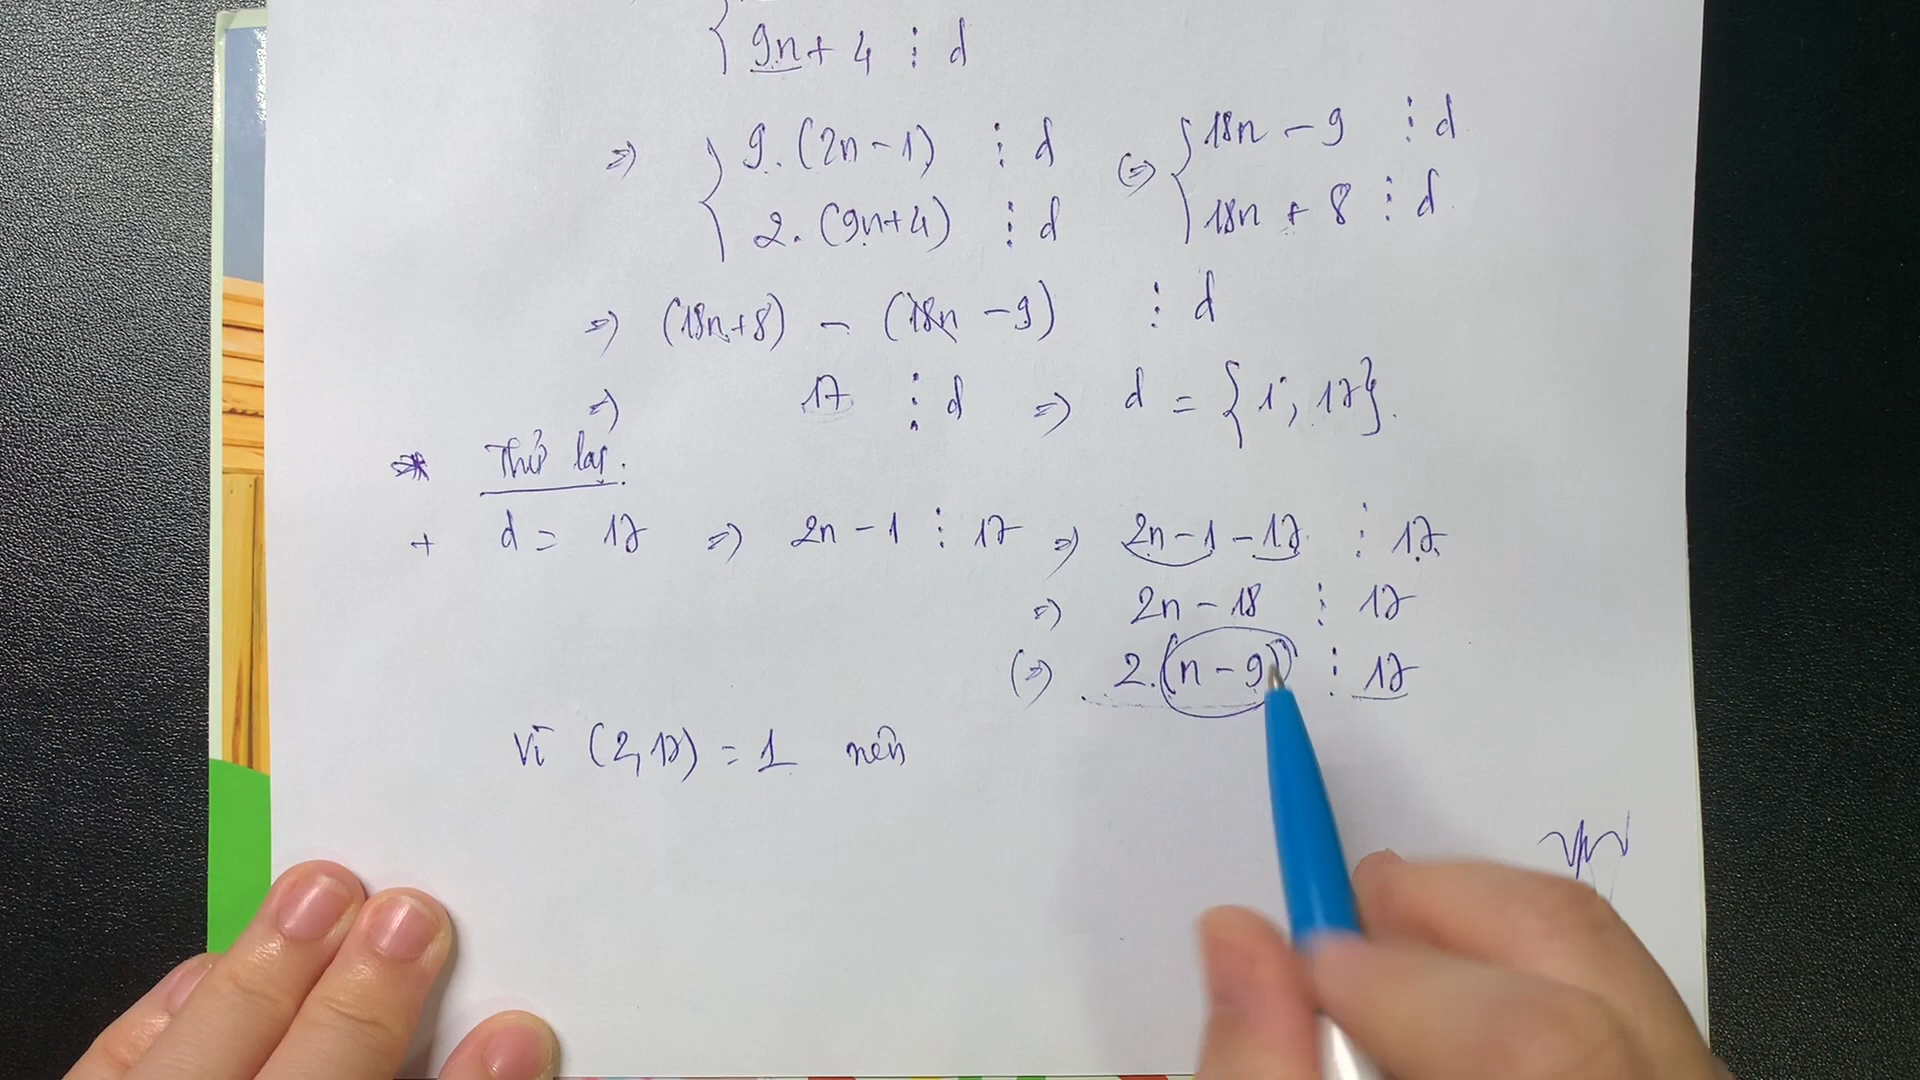 9n + 4 ⋮ d
=> { 9. (2n - 1) ⋮ d (=> { 18n - 9 ⋮ d
2. (9n+4) ⋮ d 18n + 8 ⋮ d
=> (18n+8) - (18n - 9) ⋮ d
=> 17 ⋮ d => d = {1; 17}.
* Thử lại:
+ d = 17 => 2n - 1 ⋮ 17 => 2n - 1 - 17 ⋮ 17
=> 2n - 18 ⋮ 17
(=> 2.(n - 9) ⋮ 17
Vì (2,17) = 1 nên